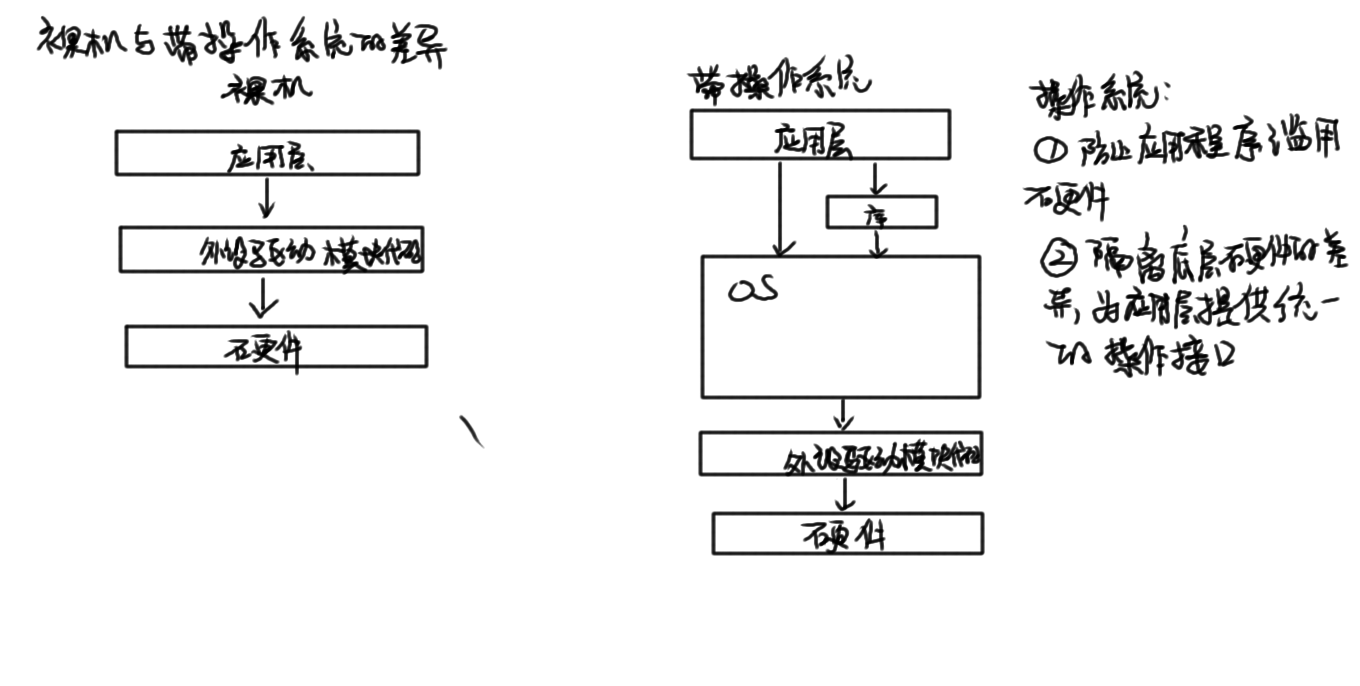 裸机与带操作系统的差异
裸机
应用层
外设驱动模块代码
硬件
带操作系统
应用层
库
OS
外设驱动模块代码
硬件
操作系统:
① 防止应用程序滥用
硬件
② 隔离底层硬件的差
异,为应用层提供统一
的操作接口